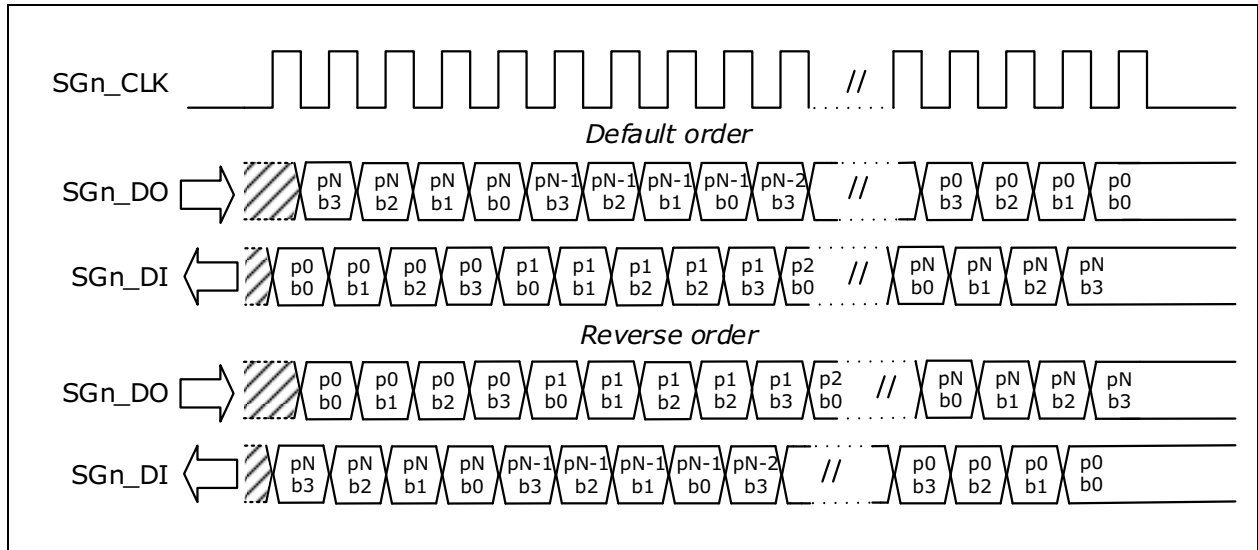 SGn_CLK //
Default order
SGn_DO pN b3 pN b2 pN b1 pN b0 pN-1 b3 pN-1 b2 pN-1 b1 pN-1 b0 pN-2 b3 // p0 b3 p0 b2 p0 b1 p0 b0
SGn_DI p0 b0 p0 b1 p0 b2 p0 b3 p1 b0 p1 b1 p1 b2 p1 b2 p1 b3 p2 b0 // pN b0 pN b1 pN b2 pN b3
Reverse order
SGn_DO p0 b0 p0 b1 p0 b2 p0 b3 p1 b0 p1 b1 p1 b2 p1 b2 p1 b3 p2 b0 // pN b0 pN b1 pN b2 pN b3
SGn_DI pN b3 pN b2 pN b1 pN b0 pN-1 b3 pN-1 b2 pN-1 b1 pN-1 b0 pN-2 b3 // p0 b3 p0 b2 p0 b1 p0 b0